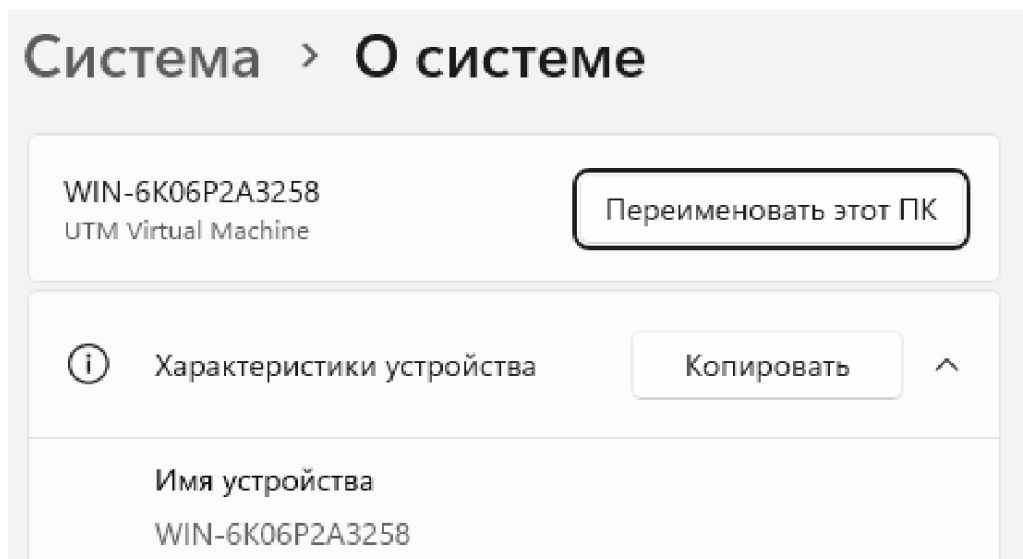 Система > О системе
WIN-6K06P2A3258
UTM Virtual Machine
Переименовать этот ПК
Характеристики устройства
Копировать
Имя устройства
WIN-6K06P2A3258